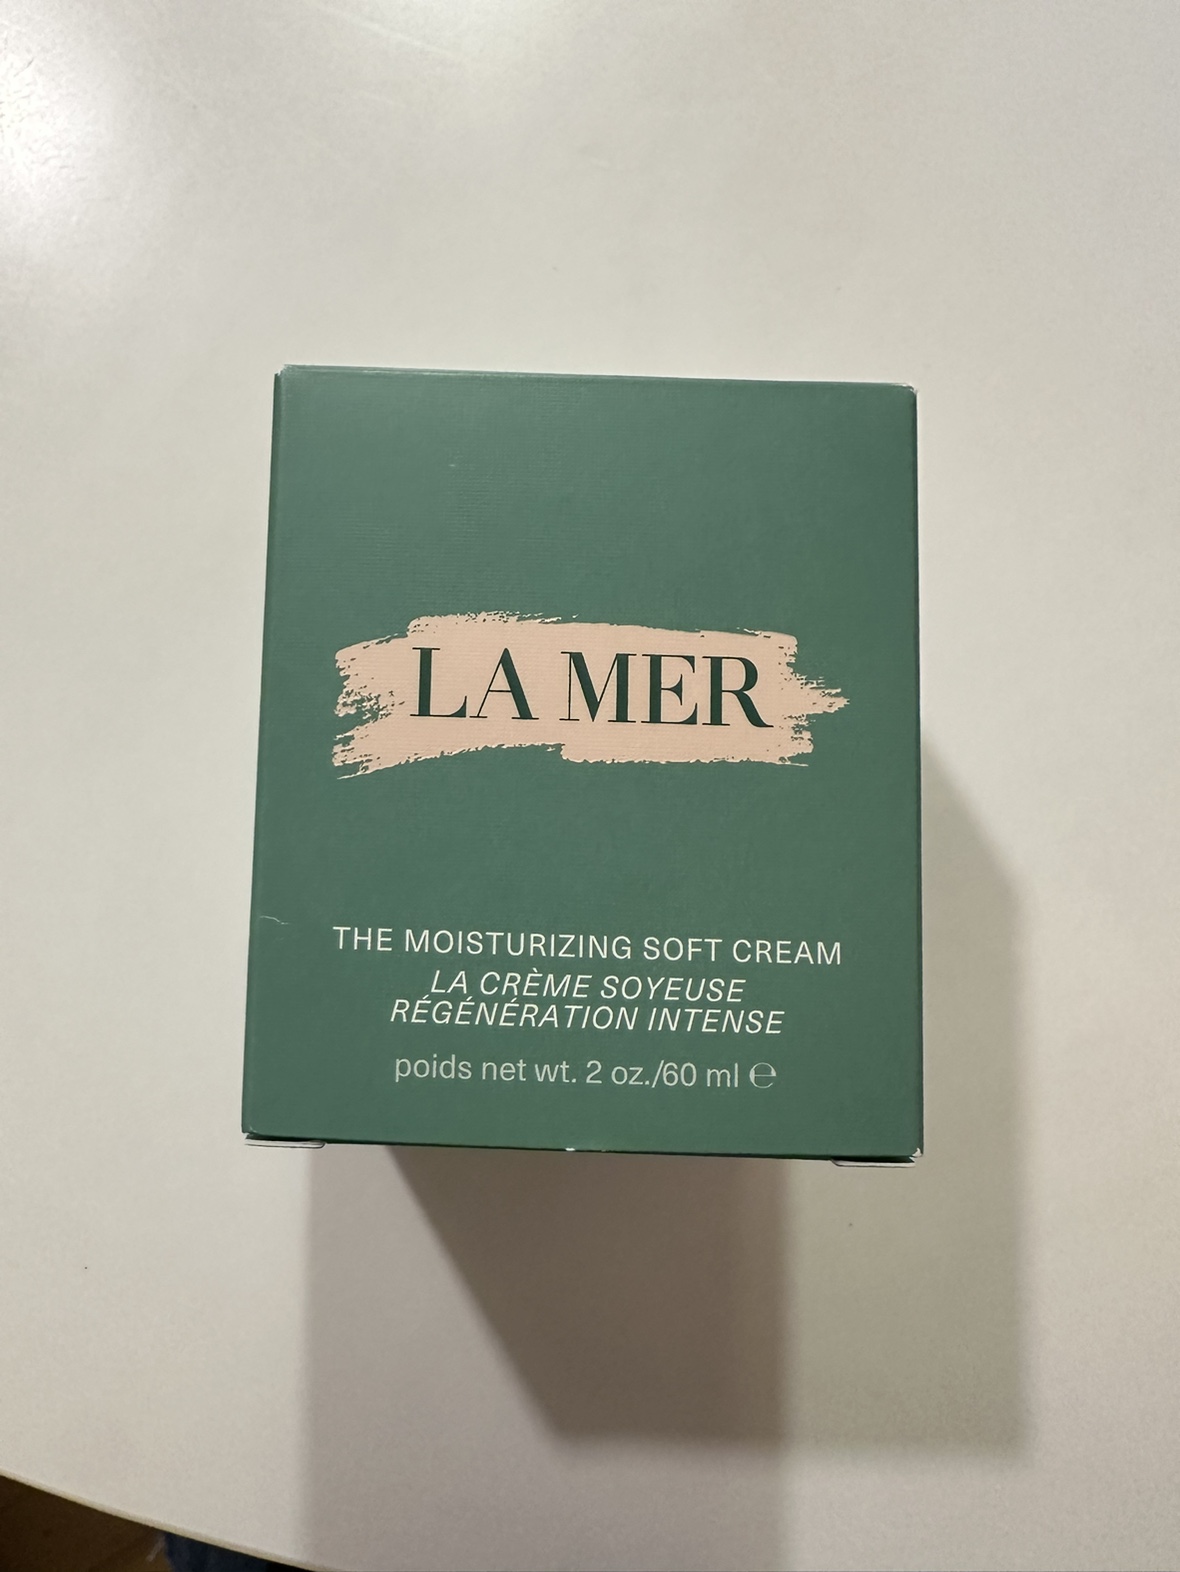 LA MER
THE MOISTURIZING SOFT CREAM
LA CRÈME SOYEUSE
RÉGÉNÉRATION INTENSE
poids net wt. 2 oz./60 ml ℮